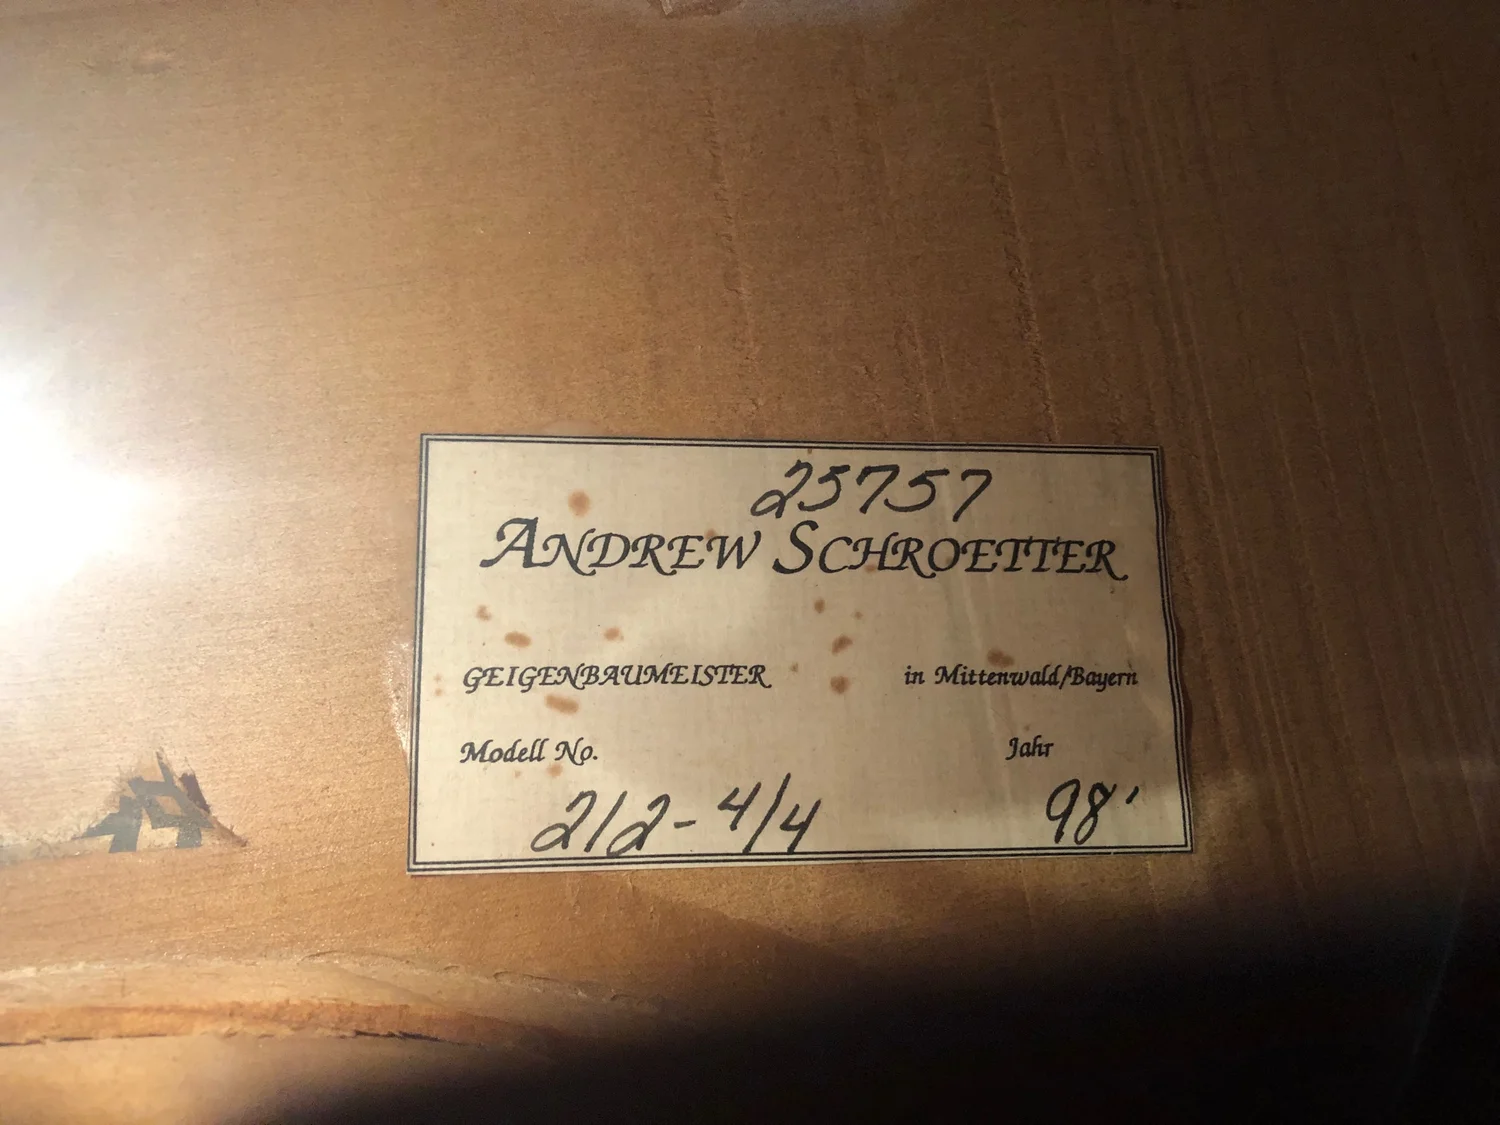 25757
ANDREW SCHROETTER
GEIGENBAUMEISTER in Mittenwald/Bayern
Modell No. Jahr
212-4/4 98'